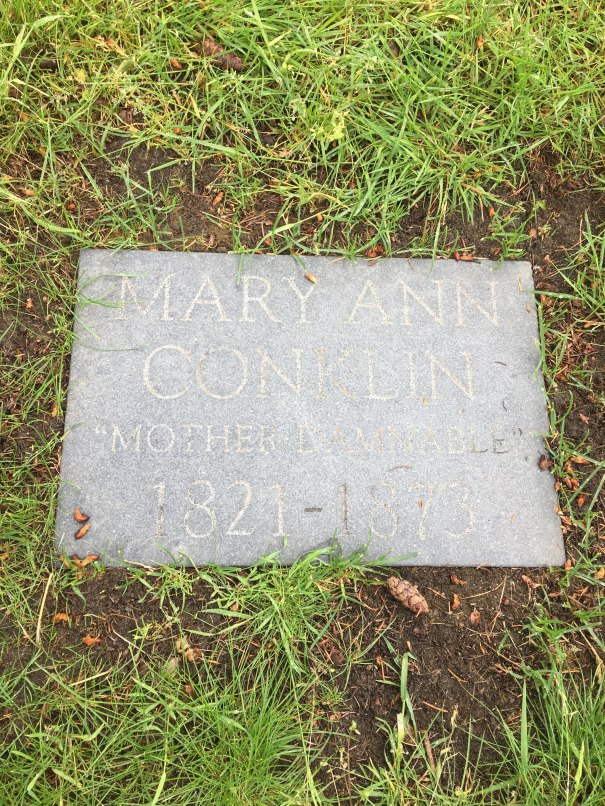 MARY ANN
CONKLIN
“MOTHER DAMNABLE”
1821 - 1873